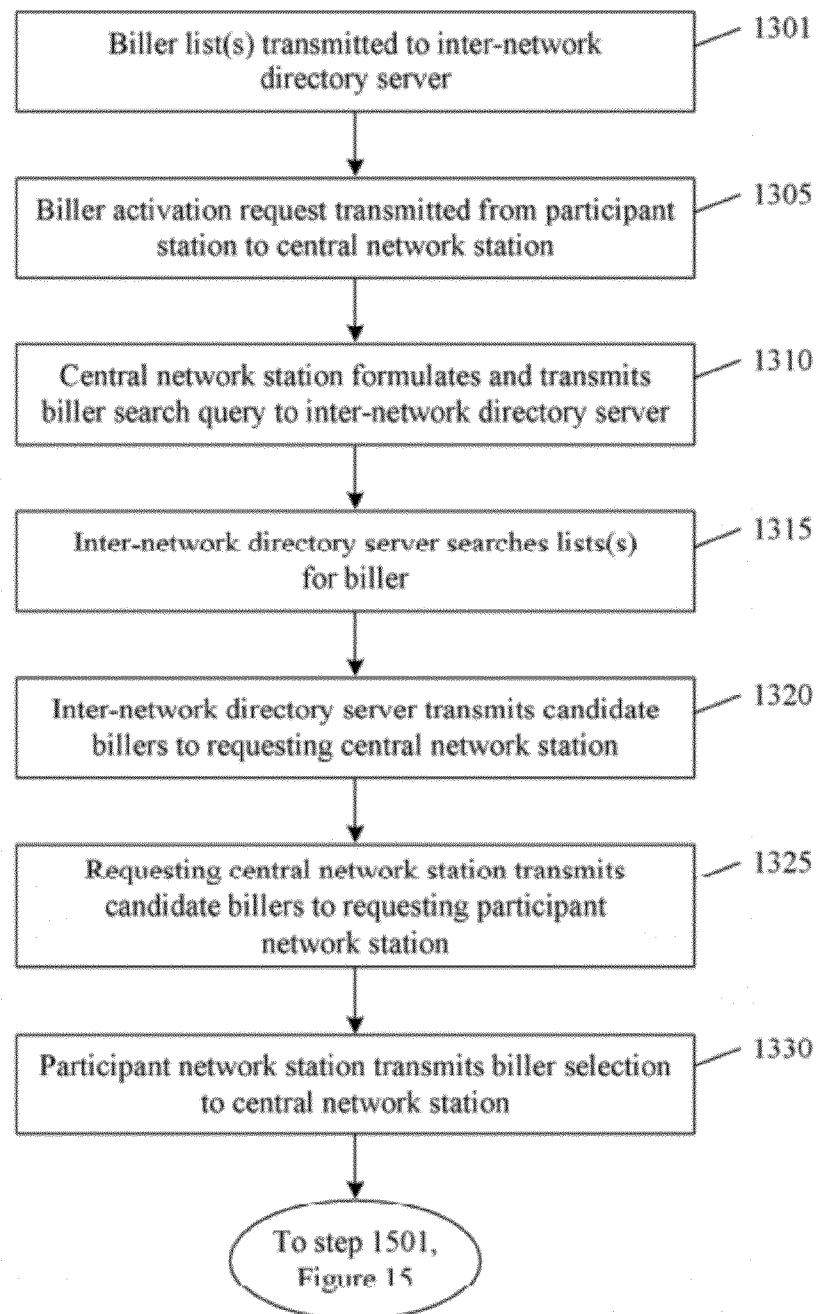 Biller list(s) transmitted to inter-network
directory server
1301
Biller activation request transmitted from participant
station to central network station
1305
Central network station formulates and transmits
biller search query to inter-network directory server
1310
Inter-network directory server searches lists(s)
for biller
1315
Inter-network directory server transmits candidate
billers to requesting central network station
1320
Requesting central network station transmits
candidate billers to requesting participant
network station
1325
Participant network station transmits biller selection
to central network station
1330
To step 1501,
Figure 15